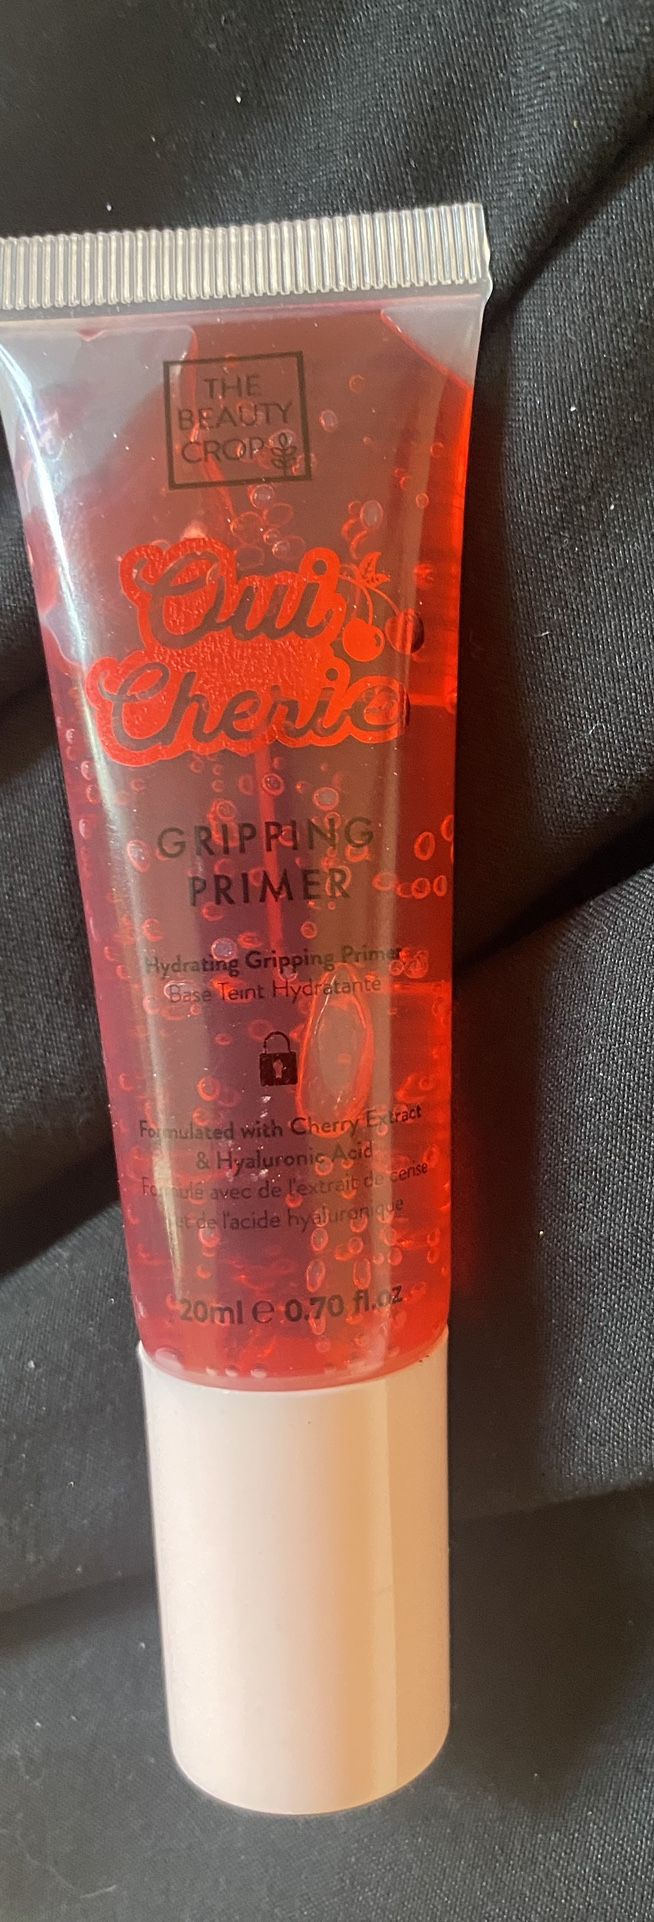 THE
BEAUTY
CROP
Oui
Cherie
GRIPPING
PRIMER
Hydrating Gripping Primer
Base Teint Hydratante
Formulated with Cherry Extract
& Hyaluronic Acid
Formulé avec de l'extrait de cerise
et de l'acide hyaluronique
20ml e 0.70 fl.oz